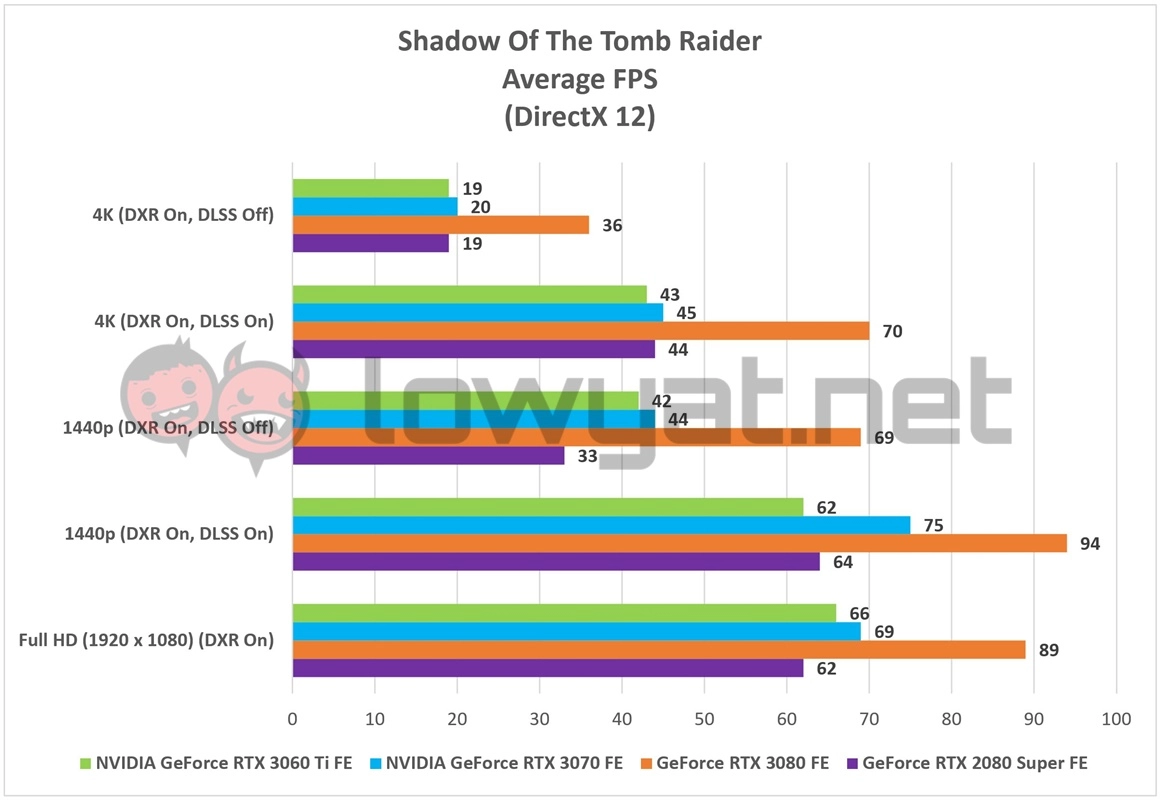 Shadow Of The Tomb Raider
Average FPS
(DirectX 12)
4K (DXR On, DLSS Off)
19
20
36
19
4K (DXR On, DLSS On)
43
45
70
44
lowyat.net
1440p (DXR On, DLSS Off)
42
44
69
33
1440p (DXR On, DLSS On)
62
75
94
64
Full HD (1920 x 1080) (DXR On)
66
69
89
62
0 10 20 30 40 50 60 70 80 90 100
NVIDIA GeForce RTX 3060 Ti FE NVIDIA GeForce RTX 3070 FE GeForce RTX 3080 FE GeForce RTX 2080 Super FE